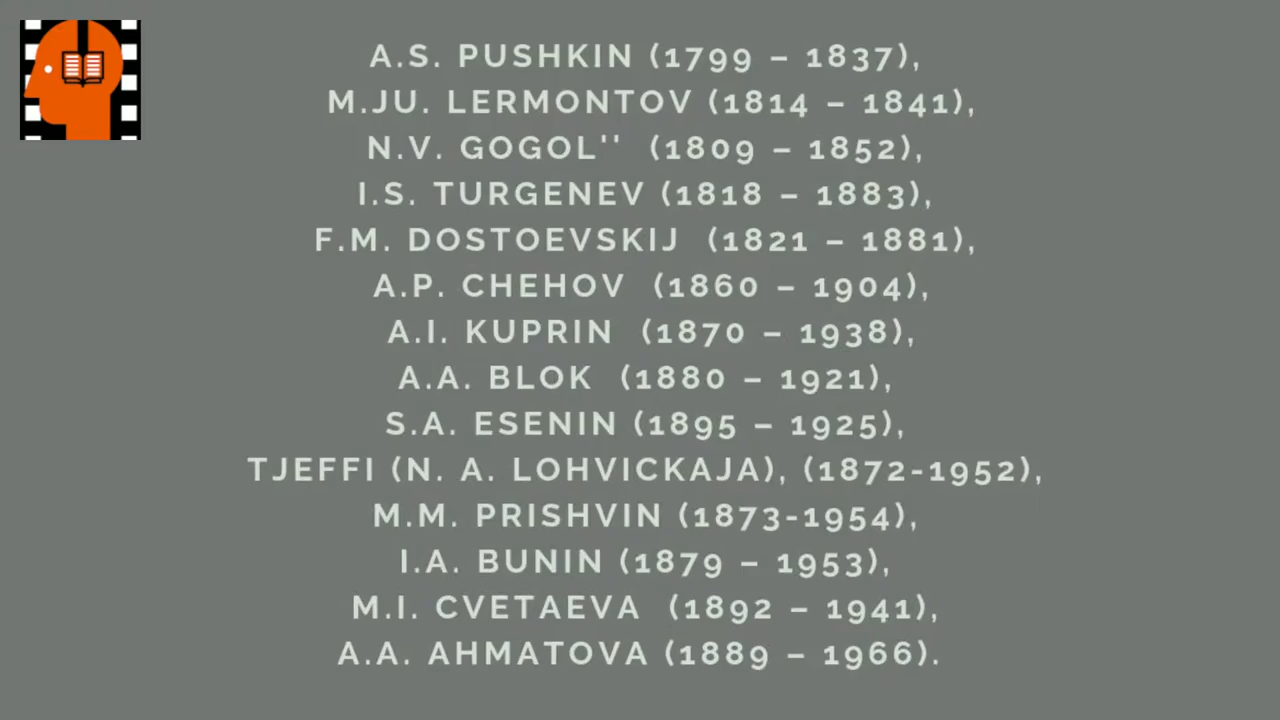 A.S. PUSHKIN (1799 – 1837),
M.JU. LERMONTOV (1814 – 1841),
N.V. GOGOL'' (1809 – 1852),
I.S. TURGENEV (1818 – 1883),
F.M. DOSTOEVSKIJ (1821 – 1881),
A.P. CHEHOV (1860 – 1904),
A.I. KUPRIN (1870 – 1938),
A.A. BLOK (1880 – 1921),
S.A. ESENIN (1895 – 1925),
TJEFFI (N. A. LOHVICKAJA), (1872-1952),
M.M. PRISHVIN (1873-1954),
I.A. BUNIN (1879 – 1953),
M.I. CVETAEVA (1892 – 1941),
A.A. AHMATOVA (1889 – 1966).